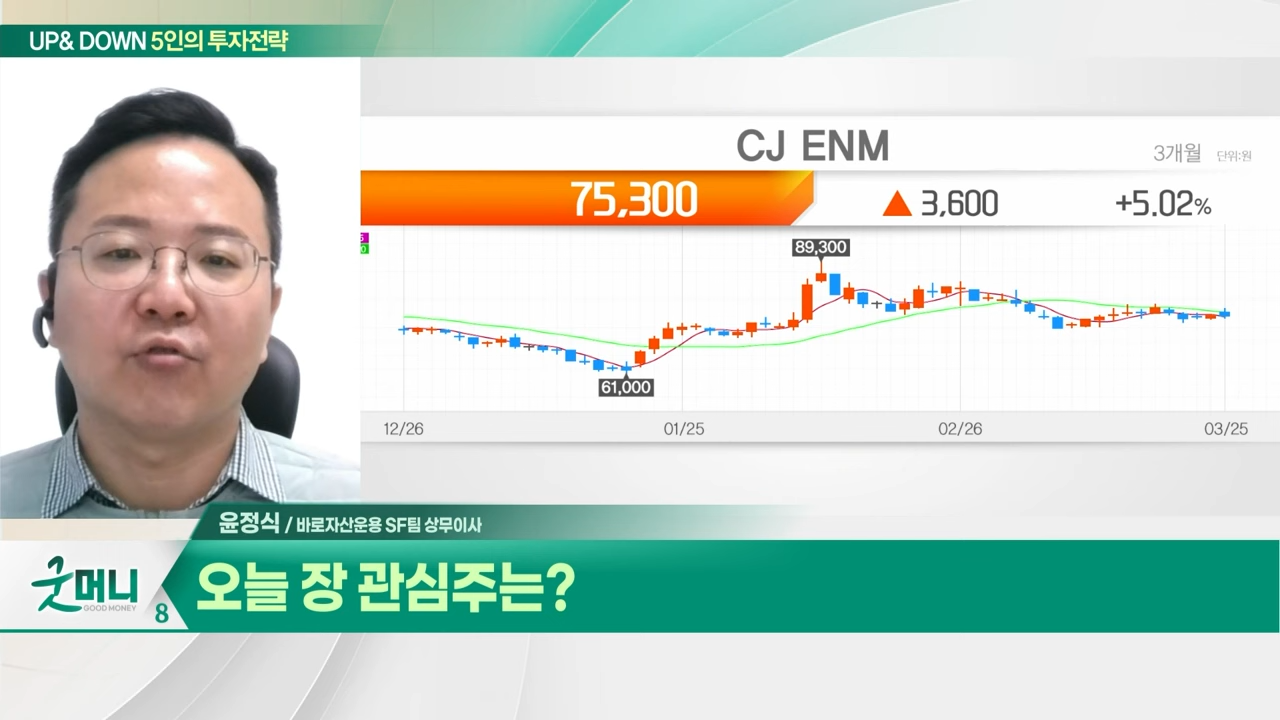 UP& DOWN 5인의 투자전략
CJ ENM
3개월 단위:원
75,300
▲ 3,600
+5.02%
89,300
61,000
12/26
01/25
02/26
03/25
윤정식 / 바로자산운용 SF팀 상무이사
굿머니
GOOD MONEY
8
오늘 장 관심주는?